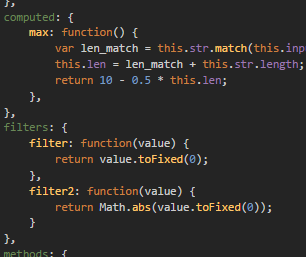 },
computed: {
max: function() {
var len_match = this.str.match(this.inp
this.len = len_match + this.str.length;
return 10 - 0.5 * this.len;
},
},
filters: {
filter: function(value) {
return value.toFixed(0);
},
filter2: function(value) {
return Math.abs(value.toFixed(0));
}
},
methods: {